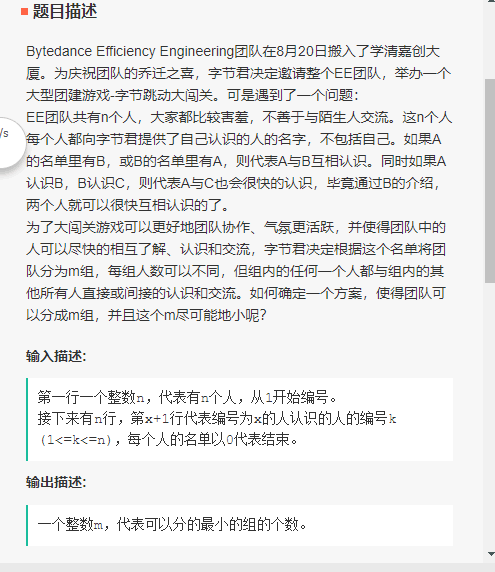 题目描述
Bytedance Efficiency Engineering团队在8月20日搬入了学清嘉创大
厦。为庆祝团队的乔迁之喜，字节君决定邀请整个EE团队，举办一个
大型团建游戏-字节跳动大闯关。可是遇到了一个问题：
EE团队共有n个人，大家都比较害羞，不善于与陌生人交流。这n个人
每个人都向字节君提供了自己认识的人的名字，不包括自己。如果A
/s
的名单里有B，或B的名单里有A，则代表A与B互相认识。同时如果A
认识B，B认识C，则代表A与C也会很快的认识，毕竟通过B的介绍，
两个人就可以很快互相认识的了。
为了大闯关游戏可以更好地团队协作、气氛更活跃，并使得团队中的
人可以尽快的相互了解、认识和交流，字节君决定根据这个名单将团
队分为m组，每组人数可以不同，但组内的任何一个人都与组内的其
他所有人直接或间接的认识和交流。如何确定一个方案，使得团队可
以分成m组，并且这个m尽可能地小呢？
输入描述:
第一行一个整数n，代表有n个人，从1开始编号。
接下来有n行，第x+1行代表编号为x的人认识的人的编号k
(1<=k<=n)，每个人的名单以0代表结束。
输出描述:
一个整数m，代表可以分的最小的组的个数。